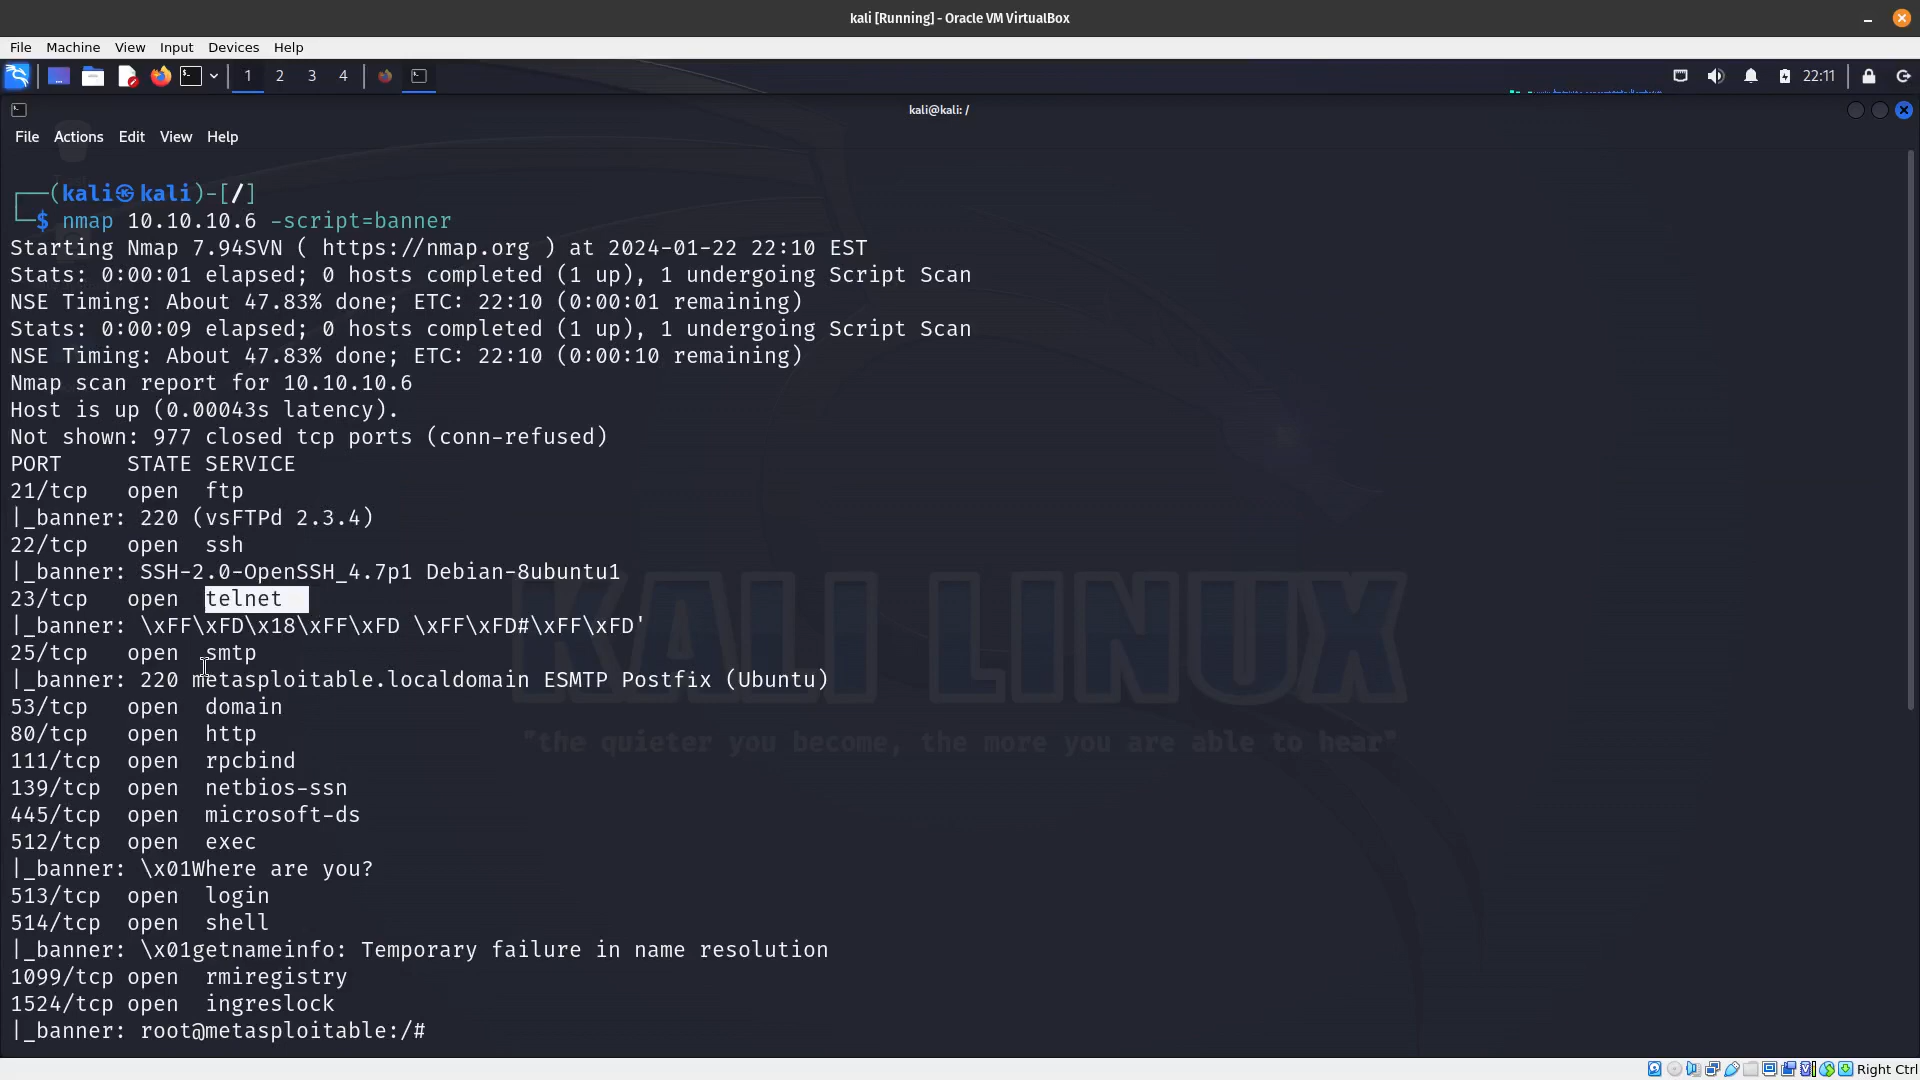 kali [Running] - Oracle VM VirtualBox
File Machine View Input Devices Help
1 2 3 4 22:11
kali@kali: /
File Actions Edit View Help
┌──(kali㉿kali)-[/]
└─$ nmap 10.10.10.6 -script=banner
Starting Nmap 7.94SVN ( https://nmap.org ) at 2024-01-22 22:10 EST
Stats: 0:00:01 elapsed; 0 hosts completed (1 up), 1 undergoing Script Scan
NSE Timing: About 47.83% done; ETC: 22:10 (0:00:01 remaining)
Stats: 0:00:09 elapsed; 0 hosts completed (1 up), 1 undergoing Script Scan
NSE Timing: About 47.83% done; ETC: 22:10 (0:00:10 remaining)
Nmap scan report for 10.10.10.6
Host is up (0.00043s latency).
Not shown: 977 closed tcp ports (conn-refused)
PORT     STATE SERVICE
21/tcp   open  ftp
|_banner: 220 (vsFTPd 2.3.4)
22/tcp   open  ssh
|_banner: SSH-2.0-OpenSSH_4.7p1 Debian-8ubuntu1
23/tcp   open  telnet
|_banner: \xFF\xFD\x18\xFF\xFD \xFF\xFD#\xFF\xFD'
25/tcp   open  smtp
|_banner: 220 metasploitable.localdomain ESMTP Postfix (Ubuntu)
53/tcp   open  domain
80/tcp   open  http
111/tcp  open  rpcbind
139/tcp  open  netbios-ssn
445/tcp  open  microsoft-ds
512/tcp  open  exec
|_banner: \x01Where are you?
513/tcp  open  login
514/tcp  open  shell
|_banner: \x01getnameinfo: Temporary failure in name resolution
1099/tcp open  rmiregistry
1524/tcp open  ingreslock
|_banner: root@metasploitable:/#
KALI LINUX
"the quieter you become, the more you are able to hear"
Right Ctrl